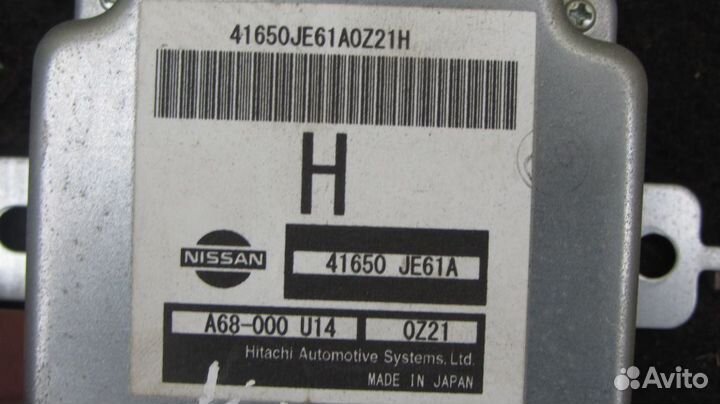 41650JE61A0Z21H
H
NISSAN
41650 JE61A
A68-000 U14
0Z21
Hitachi Automotive Systems. Ltd.
MADE IN JAPAN
Avito